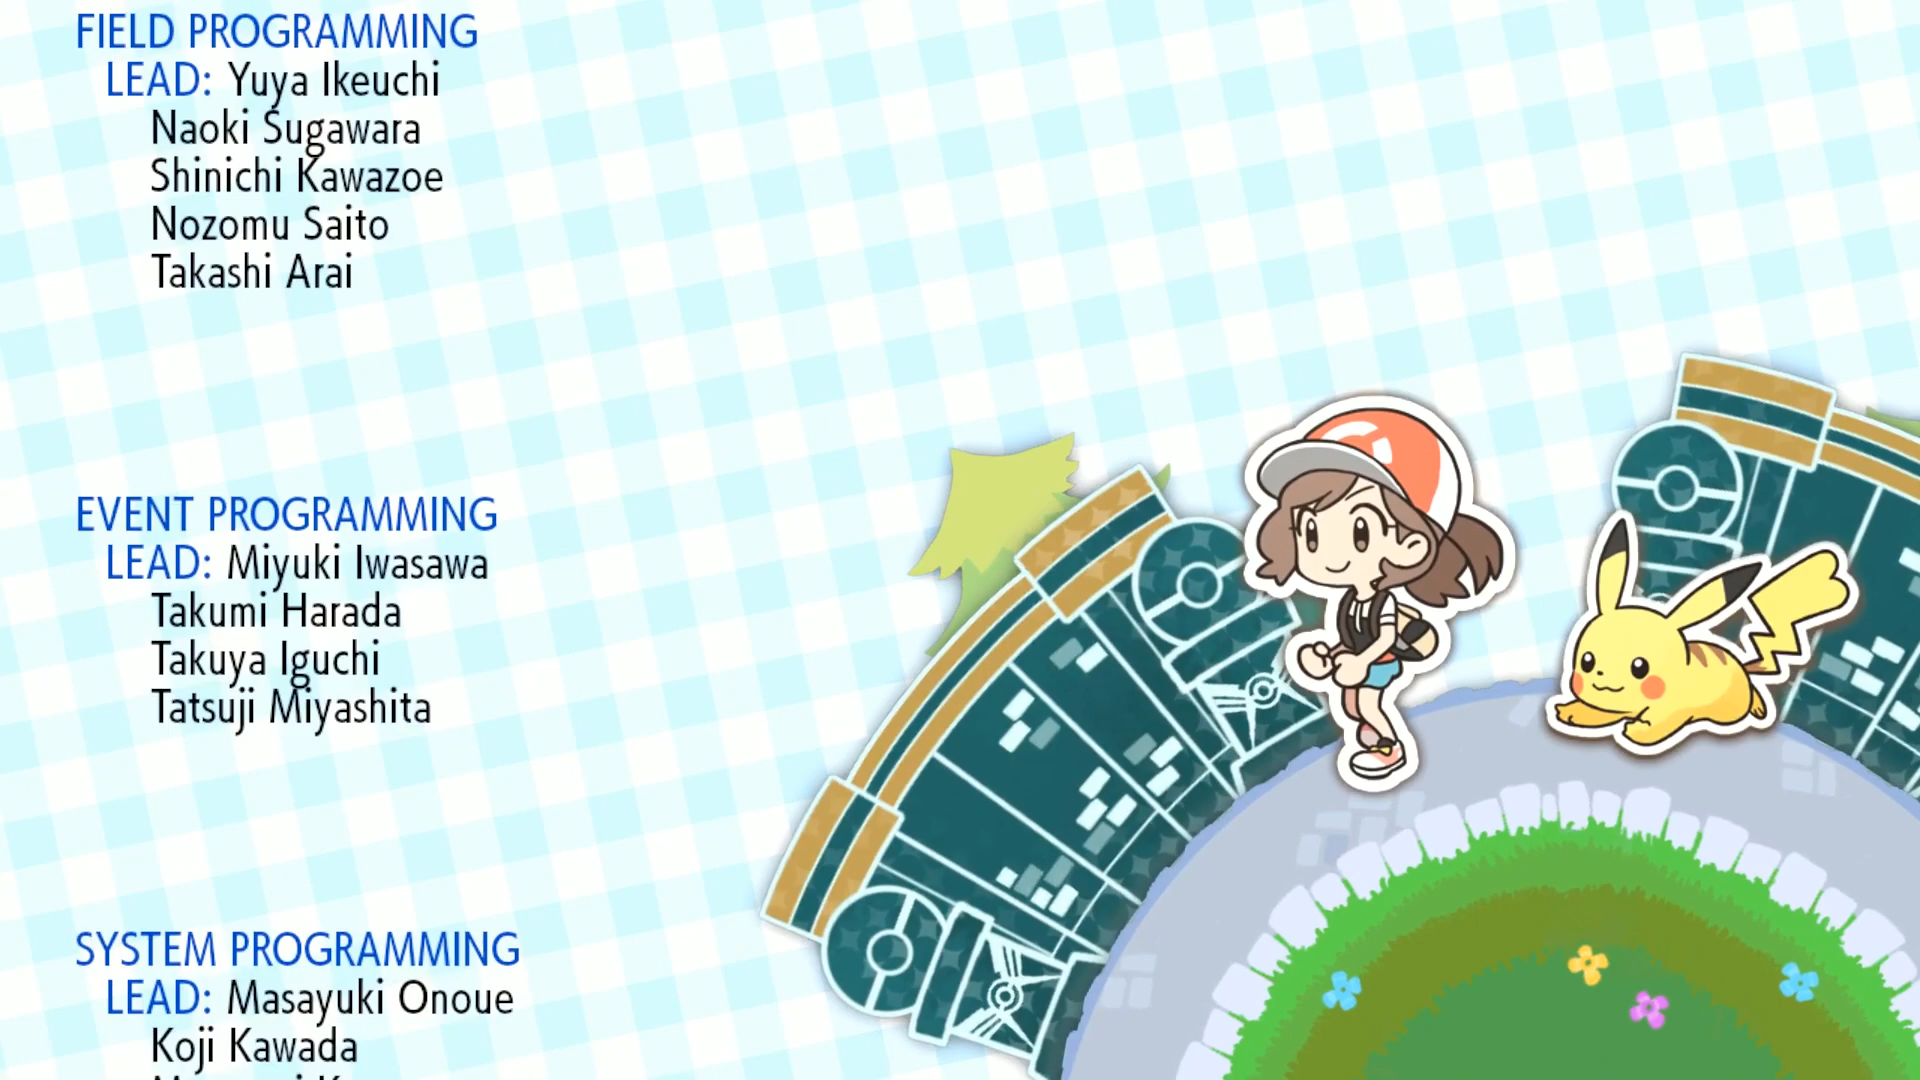 FIELD PROGRAMMING
LEAD: Yuya Ikeuchi
Naoki Sugawara
Shinichi Kawazoe
Nozomu Saito
Takashi Arai
EVENT PROGRAMMING
LEAD: Miyuki Iwasawa
Takumi Harada
Takuya Iguchi
Tatsuji Miyashita
SYSTEM PROGRAMMING
LEAD: Masayuki Onoue
Koji Kawada